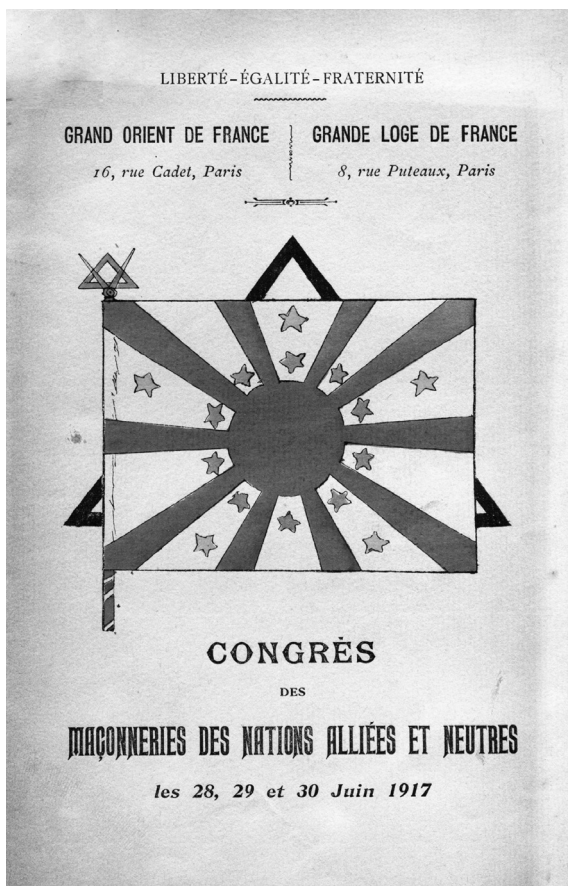 LIBERTÉ-ÉGALITÉ-FRATERNITÉ
GRAND ORIENT DE FRANCE
16, rue Cadet, Paris
GRANDE LOGE DE FRANCE
8, rue Puteaux, Paris
CONGRÈS
DES
MAÇONNERIES DES NATIONS ALLIÉES ET NEUTRES
les 28, 29 et 30 Juin 1917